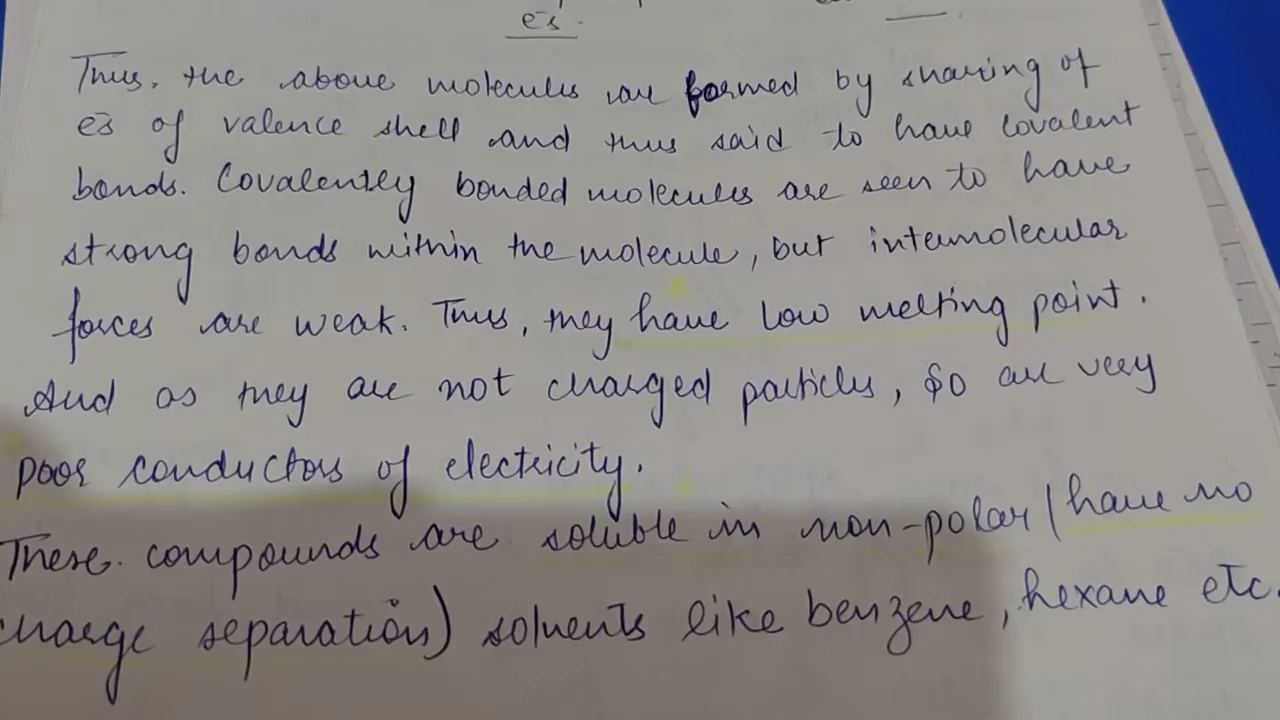 es.
Thus, the above molecules are formed by sharing of
es of valence shell and thus said to have covalent
bonds. Covalently bonded molecules are seen to have
strong bonds within the molecule, but intermolecular
forces are weak. Thus, they have low melting point.
And as they are not charged particles, so are very
poor conductors of electricity.
These compounds are soluble in non-polar (have no
charge separation) solvents like benzene, hexane etc.